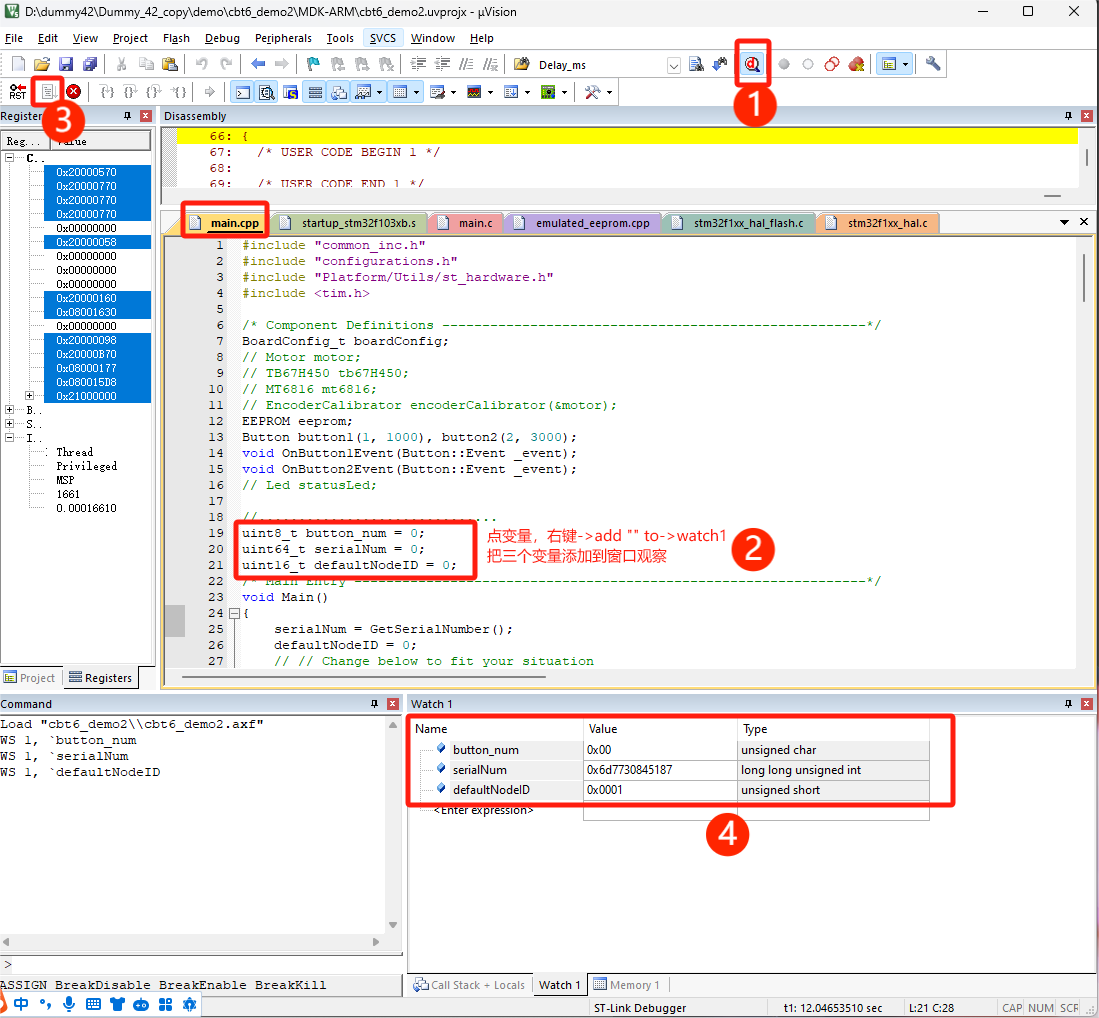 D:\dummy42\Dummy_42_copy\demo\cbt6_demo2\MDK-ARM\cbt6_demo2.uvprojx - µVision
File Edit View Project Flash Debug Peripherals Tools SVCS Window Help
Delay_ms
RST
1
3
Register
Reg... Value
C..
0x20000570
0x20000770
0x20000770
0x20000770
0x00000000
0x20000058
0x00000000
0x00000000
0x00000000
0x20000160
0x08001630
0x00000000
0x20000098
0x20000B70
0x08000177
0x080015D8
0x21000000
B..
S..
I..
Thread
Privileged
MSP
1661
0.00016610
Project Registers
Disassembly
66: {
67: /* USER CODE BEGIN 1 */
68:
69: /* USER CODE END 1 */
main.cpp startup_stm32f103xb.s main.c emulated_eeprom.cpp stm32f1xx_hal_flash.c stm32f1xx_hal.c
1 #include "common_inc.h"
2 #include "configurations.h"
3 #include "Platform/Utils/st_hardware.h"
4 #include <tim.h>
5
6 /* Component Definitions -----------------------------------------------------*/
7 BoardConfig_t boardConfig;
8 // Motor motor;
9 // TB67H450 tb67H450;
10 // MT6816 mt6816;
11 // EncoderCalibrator encoderCalibrator(&motor);
12 EEPROM eeprom;
13 Button button1(1, 1000), button2(2, 3000);
14 void OnButton1Event(Button::Event _event);
15 void OnButton2Event(Button::Event _event);
16 // Led statusLed;
17
18 //..............................
19 uint8_t button_num = 0;
20 uint64_t serialNum = 0;
21 uint16_t defaultNodeID = 0;
点变量，右键->add "" to->watch1
把三个变量添加到窗口观察
2
22 /* Main Entry ----------------------------------------------------------------*/
23 void Main()
24 {
25 serialNum = GetSerialNumber();
26 defaultNodeID = 0;
27 // // Change below to fit your situation
Command
Load "cbt6_demo2\\cbt6_demo2.axf"
WS 1, `button_num
WS 1, `serialNum
WS 1, `defaultNodeID
>
ASSIGN BreakDisable BreakEnable BreakKill
中
Watch 1
Name Value Type
button_num 0x00 unsigned char
serialNum 0x6d7730845187 long long unsigned int
defaultNodeID 0x0001 unsigned short
<Enter expression>
4
Call Stack + Locals Watch 1 Memory 1
ST-Link Debugger t1: 12.04653510 sec L:21 C:28 CAP NUM SCR